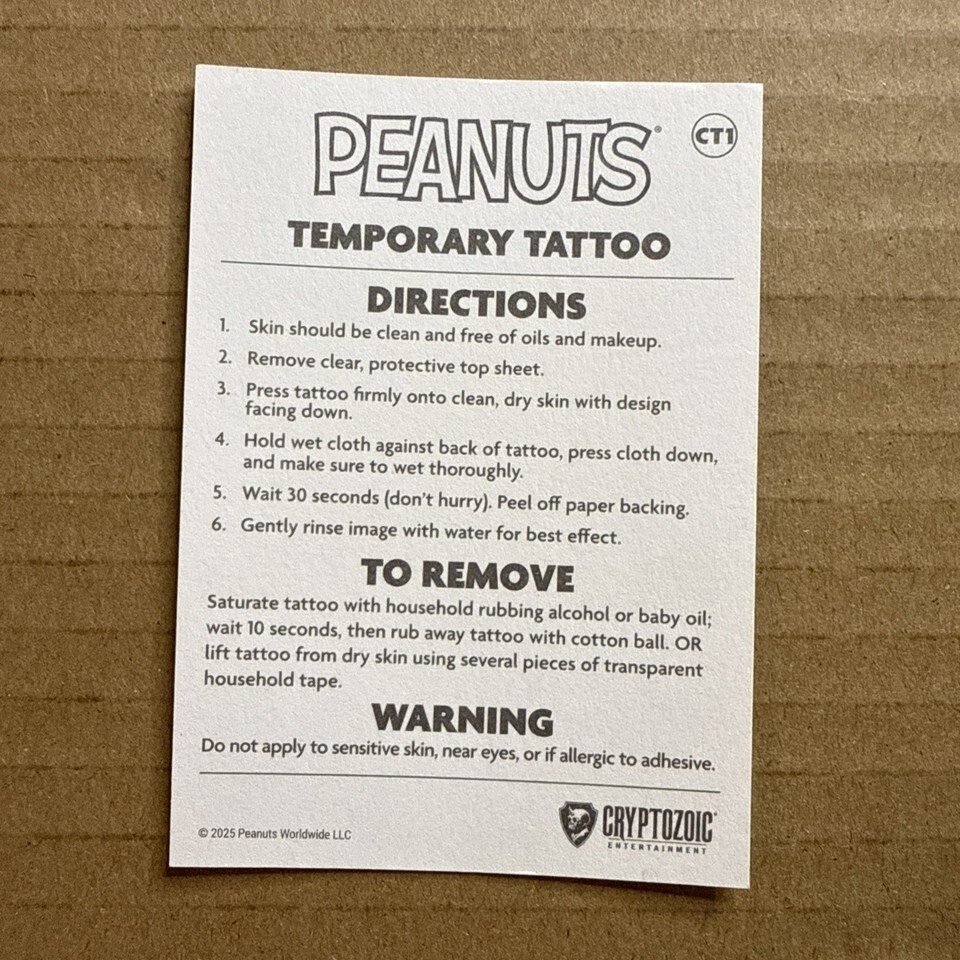 PEANUTS®
CT1
TEMPORARY TATTOO
DIRECTIONS
1. Skin should be clean and free of oils and makeup.
2. Remove clear, protective top sheet.
3. Press tattoo firmly onto clean, dry skin with design
facing down.
4. Hold wet cloth against back of tattoo, press cloth down,
and make sure to wet thoroughly.
5. Wait 30 seconds (don't hurry). Peel off paper backing.
6. Gently rinse image with water for best effect.
TO REMOVE
Saturate tattoo with household rubbing alcohol or baby oil;
wait 10 seconds, then rub away tattoo with cotton ball. OR
lift tattoo from dry skin using several pieces of transparent
household tape.
WARNING
Do not apply to sensitive skin, near eyes, or if allergic to adhesive.
© 2025 Peanuts Worldwide LLC
CRYPTOZOIC®
ENTERTAINMENT